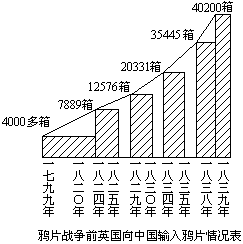 40200箱
35445箱
20331箱
12576箱
7889箱
4000多箱
一七九九年
一八二〇年
一八二四年
一八二五年
一八二九年
一八三〇年
一八三四年
一八三五年
一八三八年
一八三九年
鸦片战争前英国向中国输入鸦片情况表